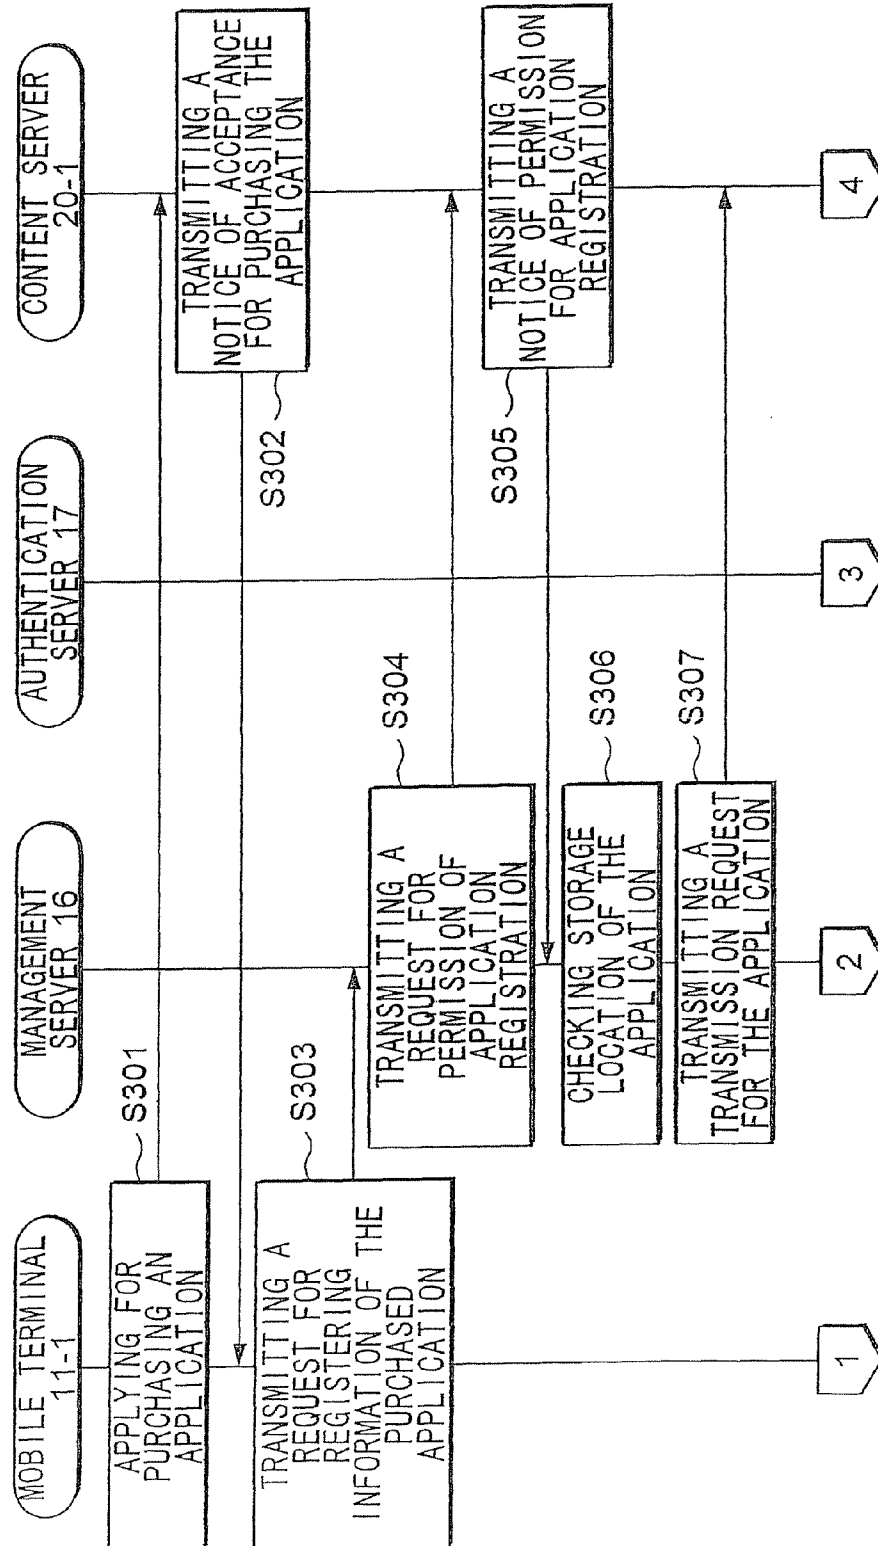 MOBILE TERMINAL
11-1
MANAGEMENT
SERVER 16
AUTHENTICATION
SERVER 17
CONTENT SERVER
20-1
S301
APPLYING FOR
PURCHASING AN
APPLICATION
TRANSMITTING A
NOTICE OF ACCEPTANCE
FOR PURCHASING THE
APPLICATION
S302
S303
TRANSMITTING A
REQUEST FOR
REGISTERING
INFORMATION OF THE
PURCHASED
APPLICATION
S304
TRANSMITTING A
REQUEST FOR
PERMISSION OF
APPLICATION
REGISTRATION
TRANSMITTING A
NOTICE OF PERMISSION
FOR APPLICATION
REGISTRATION
S305
S306
CHECKING STORAGE
LOCATION OF THE
APPLICATION
S307
TRANSMITTING A
TRANSMISSION REQUEST
FOR THE APPLICATION
1
2
3
4